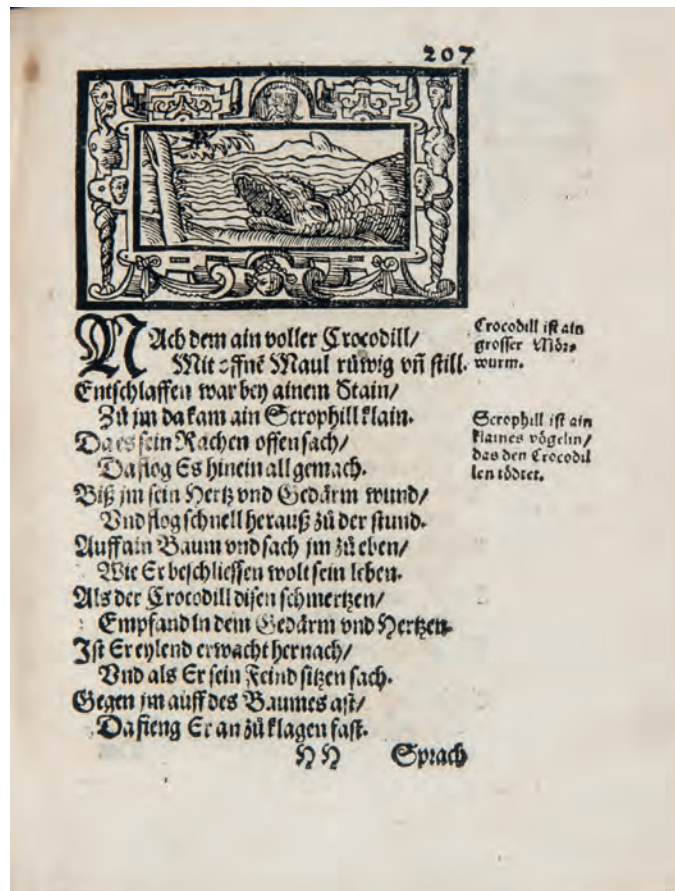 207
NAch dem ain voller Crocodill/
Mit offnē Maul rüwig vñ still.
Entschlaffen war bey ainem Stain/
Zů jm da kam ain Scrophill klain.
Da es sein Rachen offen sach/
Da flog Es hinein all gemach.
Biß jm sein Hertz vnd Gedärm wund/
Vnd flog schnell herauß zů der stund.
Auff ain Baum vnd sach jm zů eben/
Wie Er beschliessen wolt sein leben.
Als der Crocodill disen schmertzen/
Empfand in dem Gedärm vnd Hertzen.
Ist Er eylend erwacht hernach/
Vnd als Er sein Feind sitzen sach.
Gegen jm auff des Baumes ast/
Da fieng Er an zů klagen fast.
HH Sprach
Crocodill ist ain
grosser Mör⸗
wurm.
Scrophill ist ain
klaines vögelin/
das den Crocodil
len tödtet.